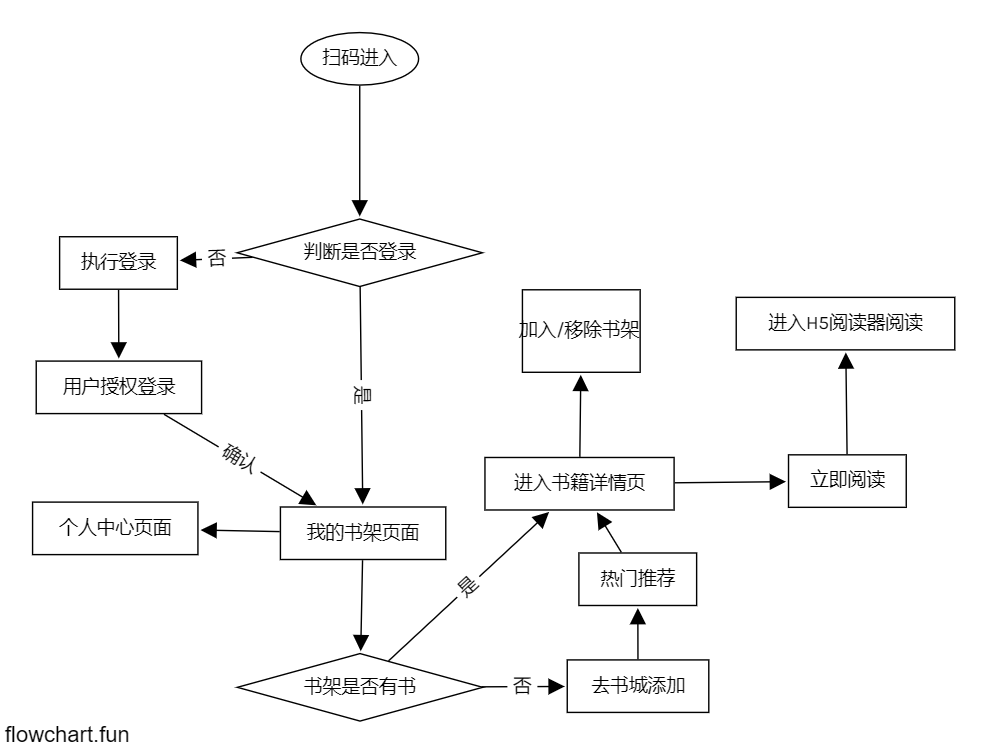 扫码进入
判断是否登录
否
执行登录
用户授权登录
是
确认
加入/移除书架
进入H5阅读器阅读
进入书籍详情页
立即阅读
个人中心页面
我的书架页面
热门推荐
是
书架是否有书
否
去书城添加
flowchart.fun